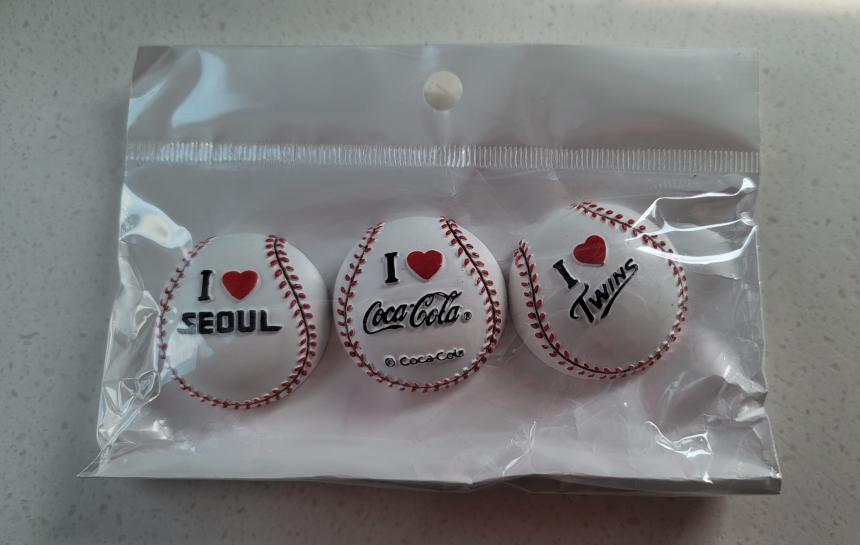 I ❤
SEOUL
I ❤
Coca-Cola®
® Coca-Cola
I ❤
TWINS